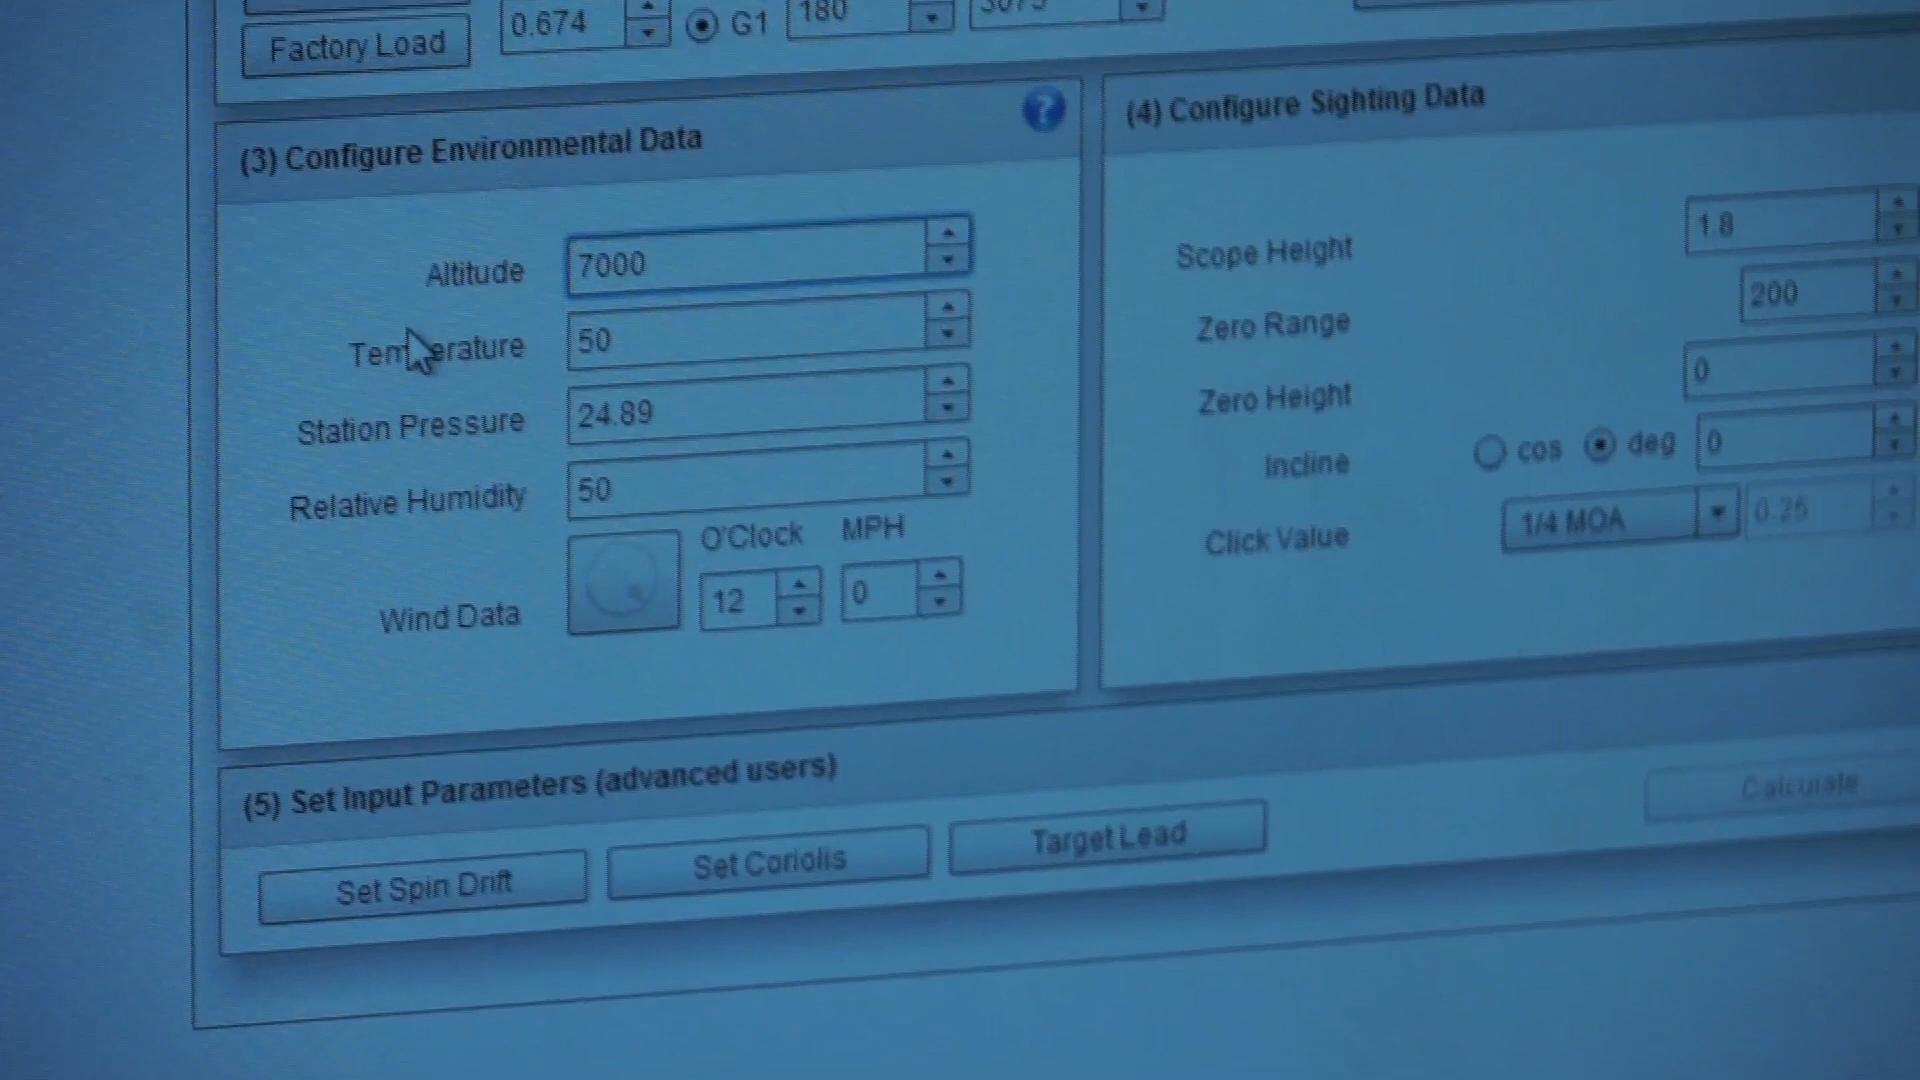 Factory Load 0.674 G1 180
(3) Configure Environmental Data ?
Altitude 7000
Temperature 50
Station Pressure 24.89
Relative Humidity 50
O'Clock MPH
Wind Data 12 0
(4) Configure Sighting Data
Scope Height 1.8
Zero Range 200
Zero Height 0
Incline cos deg 0
Click Value 1/4 MOA 0.25
(5) Set Input Parameters (advanced users)
Set Spin Drift Set Coriolis Target Lead Calculate